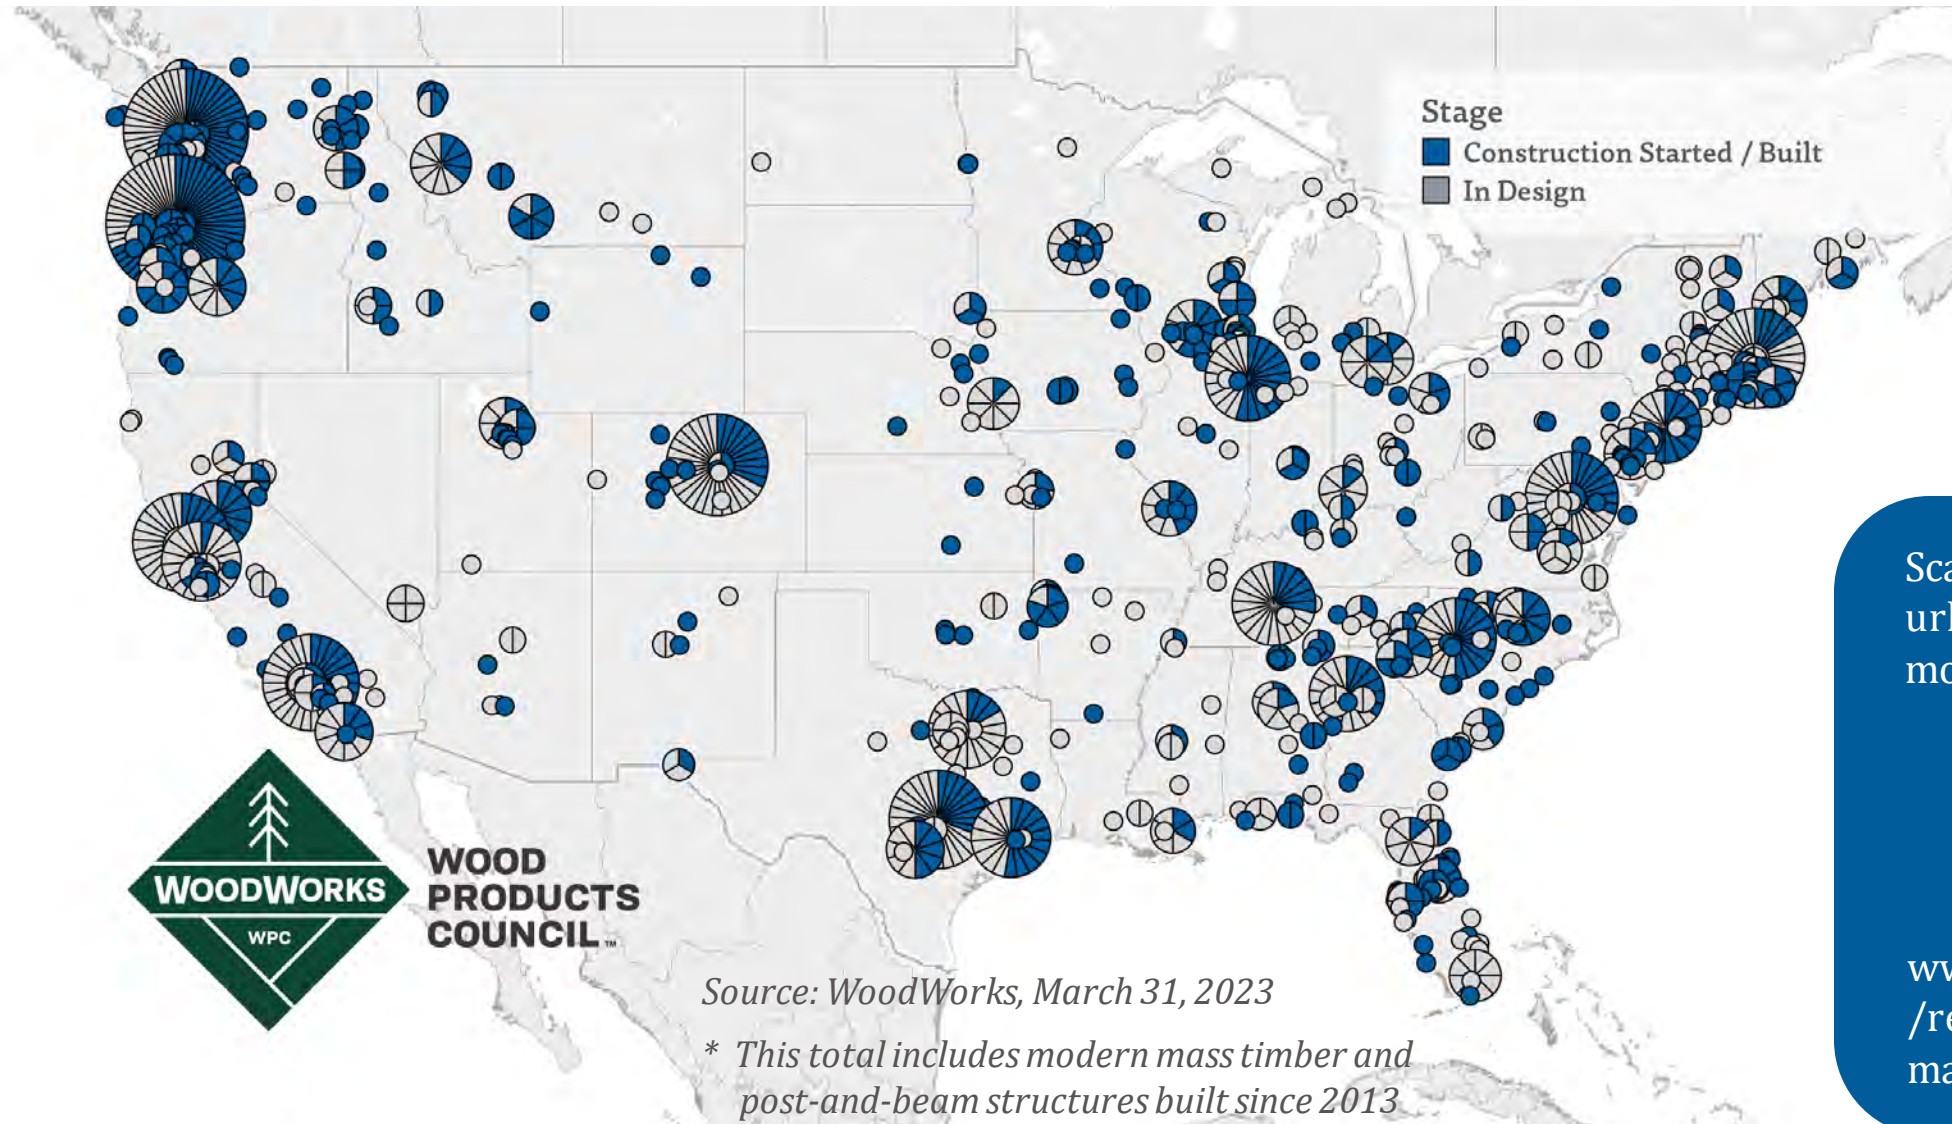 Stage
Construction Started / Built
In Design
WOODWORKS
WPC
WOOD
PRODUCTS
COUNCIL™
Source: WoodWorks, March 31, 2023
* This total includes modern mass timber and
post-and-beam structures built since 2013